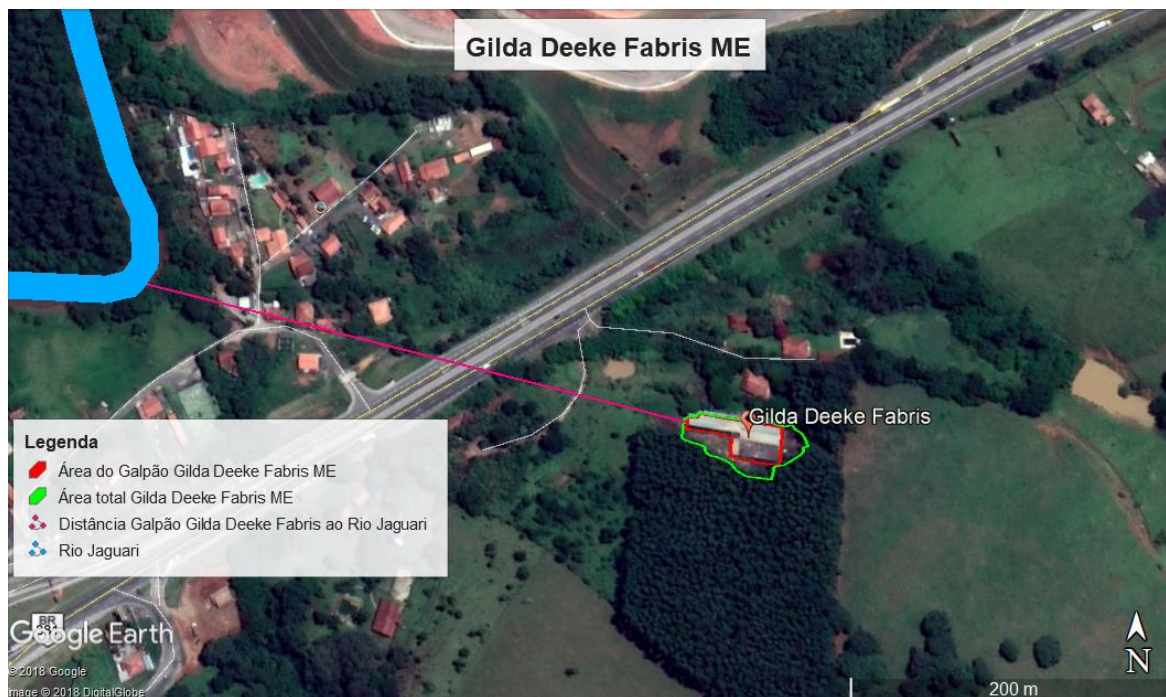 Gilda Deeke Fabris ME
Gilda Deeke Fabris
Legenda
Área do Galpão Gilda Deeke Fabris ME
Área total Gilda Deeke Fabris ME
Distância Galpão Gilda Deeke Fabris ao Rio Jaguari
Rio Jaguari
BR
381
Google Earth
© 2018 Google
Image © 2018 DigitalGlobe
N
200 m